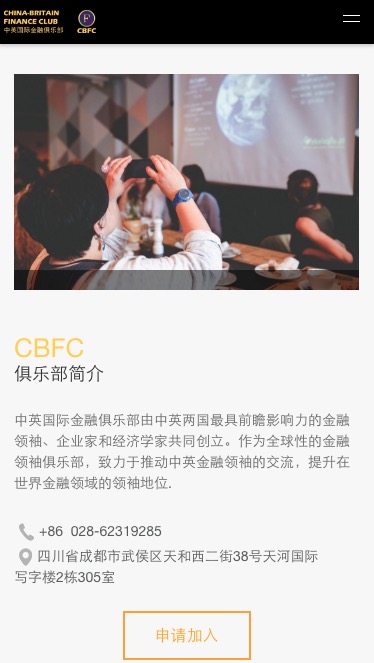 CHINA-BRITAIN
FINANCE CLUB
中英国际金融俱乐部
CBFC
CBFC
俱乐部简介
中英国际金融俱乐部由中英两国最具前瞻影响力的金融
领袖、企业家和经济学家共同创立。作为全球性的金融
领袖俱乐部，致力于推动中英金融领袖的交流，提升在
世界金融领域的领袖地位.
+86 028-62319285
四川省成都市武侯区天和西二街38号天河国际
写字楼2栋305室
申请加入